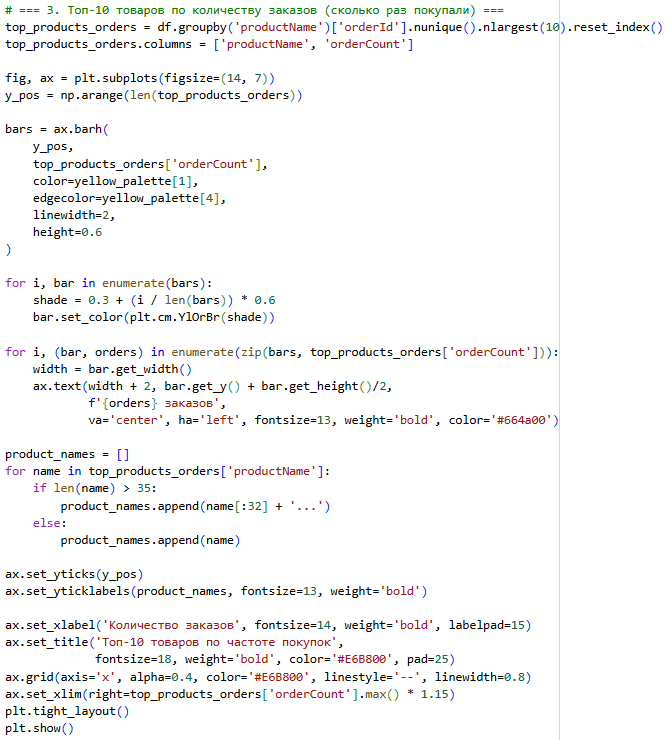 # === 3. Топ-10 товаров по количеству заказов (сколько раз покупали) ===
top_products_orders = df.groupby('productName')['orderId'].nunique().nlargest(10).reset_index()
top_products_orders.columns = ['productName', 'orderCount']

fig, ax = plt.subplots(figsize=(14, 7))
y_pos = np.arange(len(top_products_orders))

bars = ax.barh(
    y_pos,
    top_products_orders['orderCount'],
    color=yellow_palette[1],
    edgecolor=yellow_palette[4],
    linewidth=2,
    height=0.6
)

for i, bar in enumerate(bars):
    shade = 0.3 + (i / len(bars)) * 0.6
    bar.set_color(plt.cm.YlOrBr(shade))

for i, (bar, orders) in enumerate(zip(bars, top_products_orders['orderCount'])):
    width = bar.get_width()
    ax.text(width + 2, bar.get_y() + bar.get_height()/2,
            f'{orders} заказов',
            va='center', ha='left', fontsize=13, weight='bold', color='#664a00')

product_names = []
for name in top_products_orders['productName']:
    if len(name) > 35:
        product_names.append(name[:32] + '...')
    else:
        product_names.append(name)

ax.set_yticks(y_pos)
ax.set_yticklabels(product_names, fontsize=13, weight='bold')

ax.set_xlabel('Количество заказов', fontsize=14, weight='bold', labelpad=15)
ax.set_title('Топ-10 товаров по частоте покупок',
             fontsize=18, weight='bold', color='#E6B800', pad=25)
ax.grid(axis='x', alpha=0.4, color='#E6B800', linestyle='--', linewidth=0.8)
ax.set_xlim(right=top_products_orders['orderCount'].max() * 1.15)
plt.tight_layout()
plt.show()